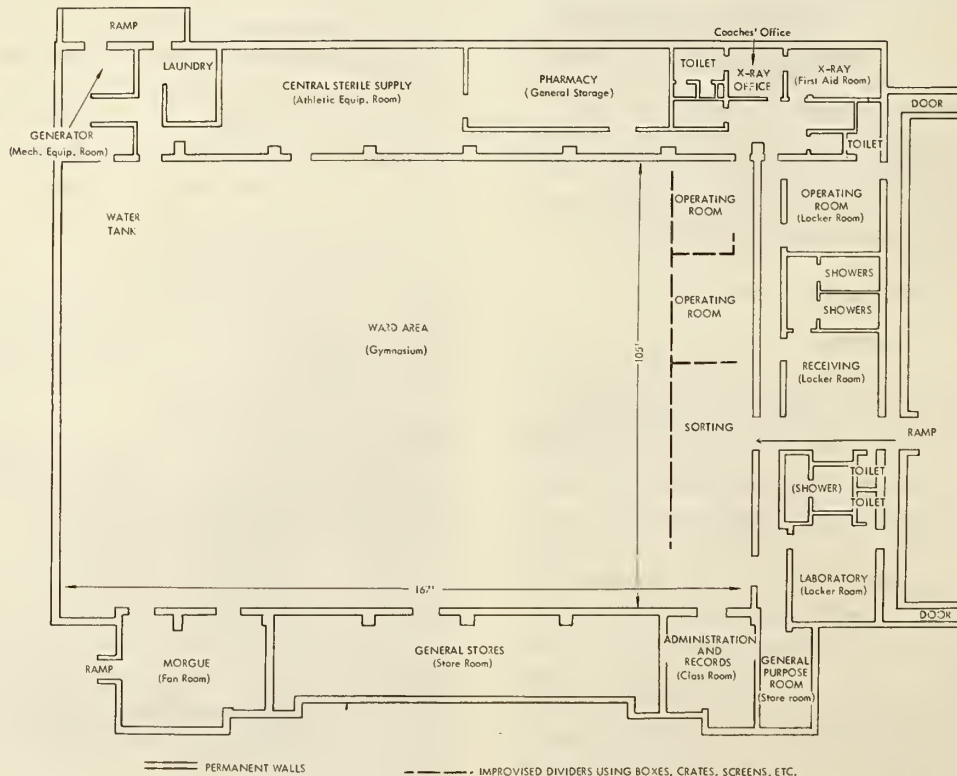 RAMP
Coaches' Office
LAUNDRY
CENTRAL STERILE SUPPLY
(Athletic Equip. Room)
PHARMACY
(General Storage)
TOILET
X-RAY
OFFICE
X-RAY
(First Aid Room)
DOOR
GENERATOR
(Mech. Equip. Room)
TOILET
WATER
TANK
OPERATING
ROOM
OPERATING
ROOM
(Locker Room)
SHOWERS
SHOWERS
OPERATING
ROOM
WARD AREA
(Gymnasium)
105'
RECEIVING
(Locker Room)
SORTING
RAMP
(SHOWER)
TOILET
TOILET
167'
LABORATORY
(Locker Room)
DOOR
RAMP
MORGUE
(Fan Room)
GENERAL STORES
(Store Room)
ADMINISTRATION
AND
RECORDS
(Class Room)
GENERAL
PURPOSE
ROOM
(Store room)
PERMANENT WALLS
IMPROVISED DIVIDERS USING BOXES, CRATES, SCREENS, ETC.